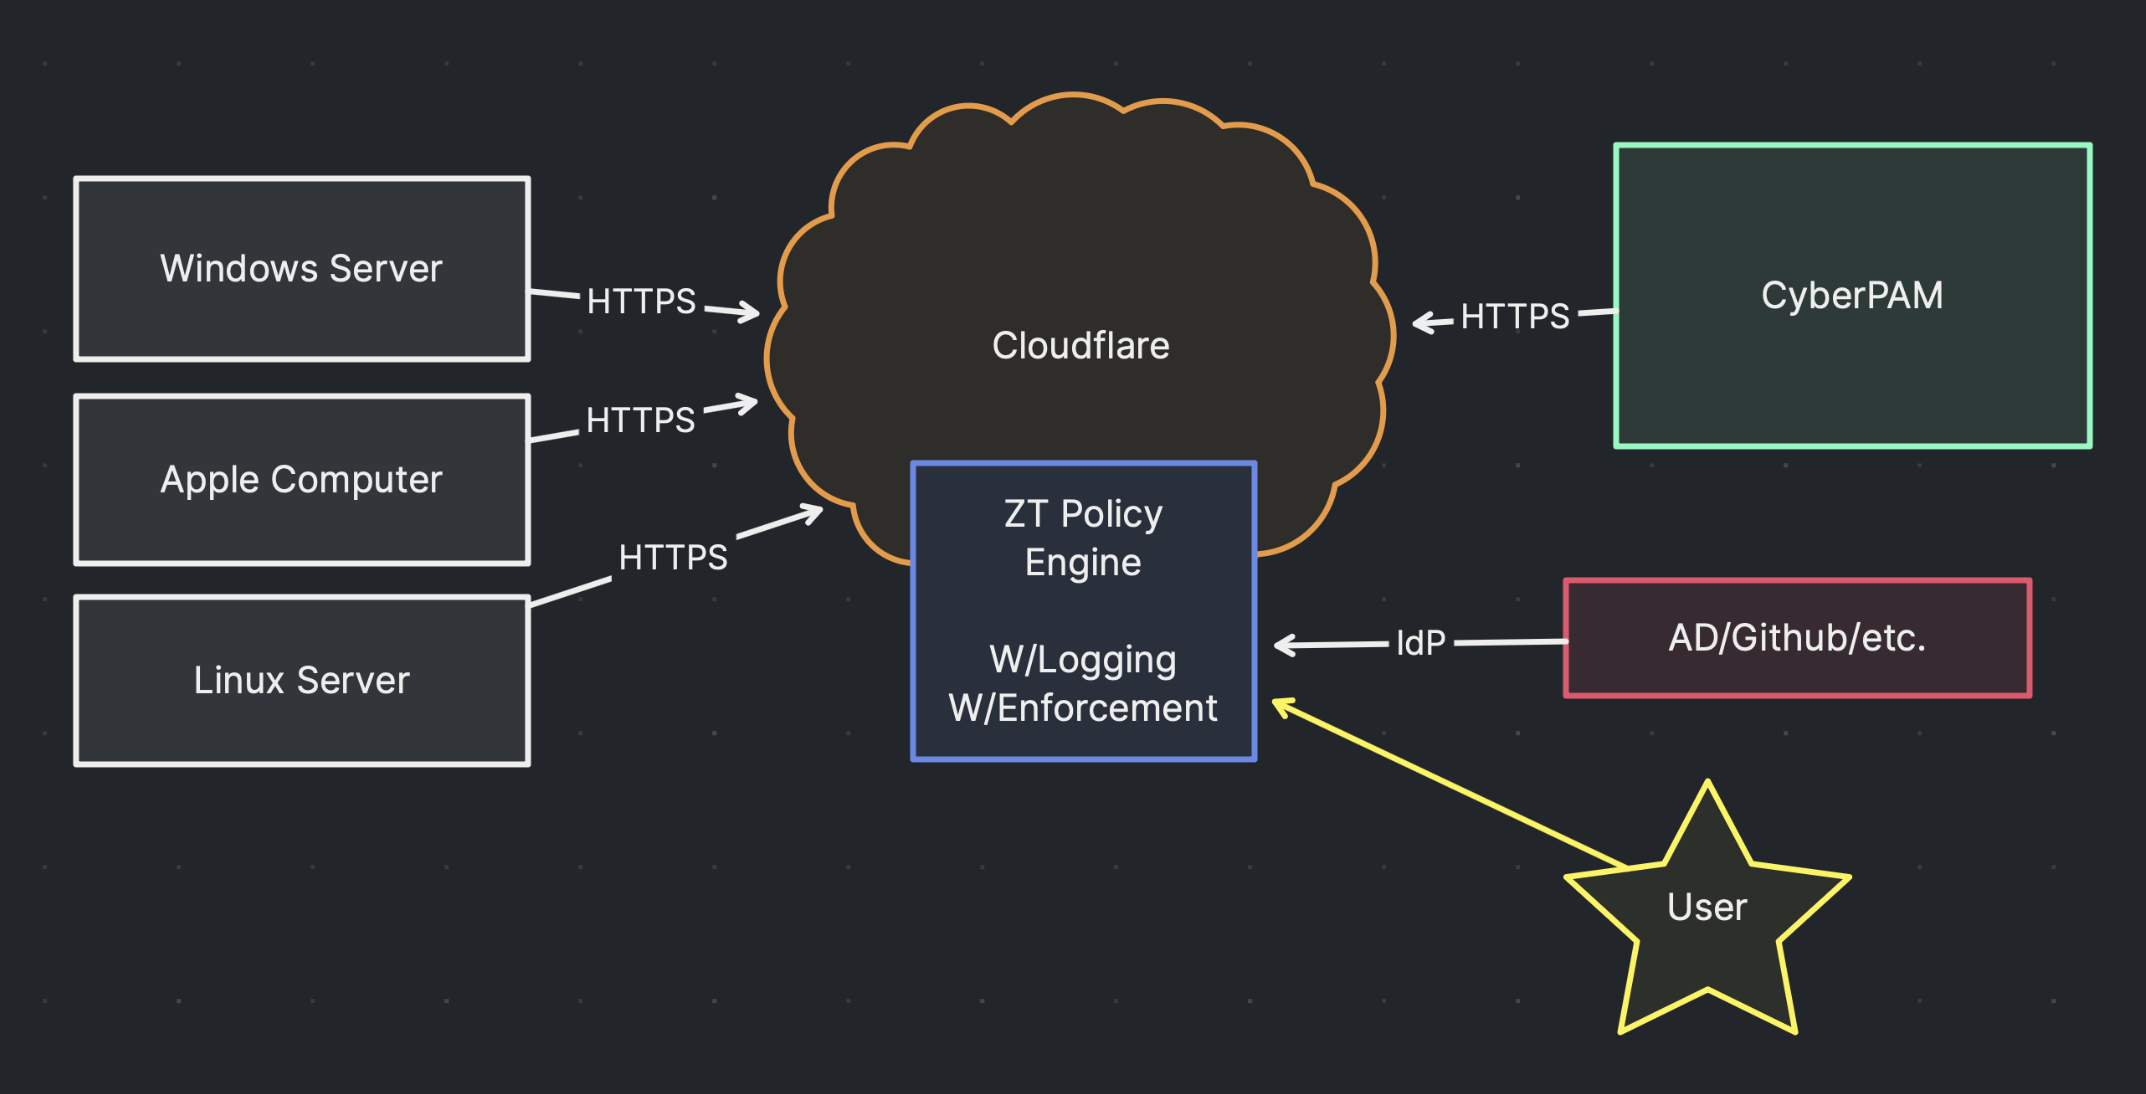 Windows Server
HTTPS
Apple Computer
HTTPS
Linux Server
HTTPS
Cloudflare
ZT Policy
Engine
W/Logging
W/Enforcement
HTTPS
CyberPAM
IdP
AD/Github/etc.
User